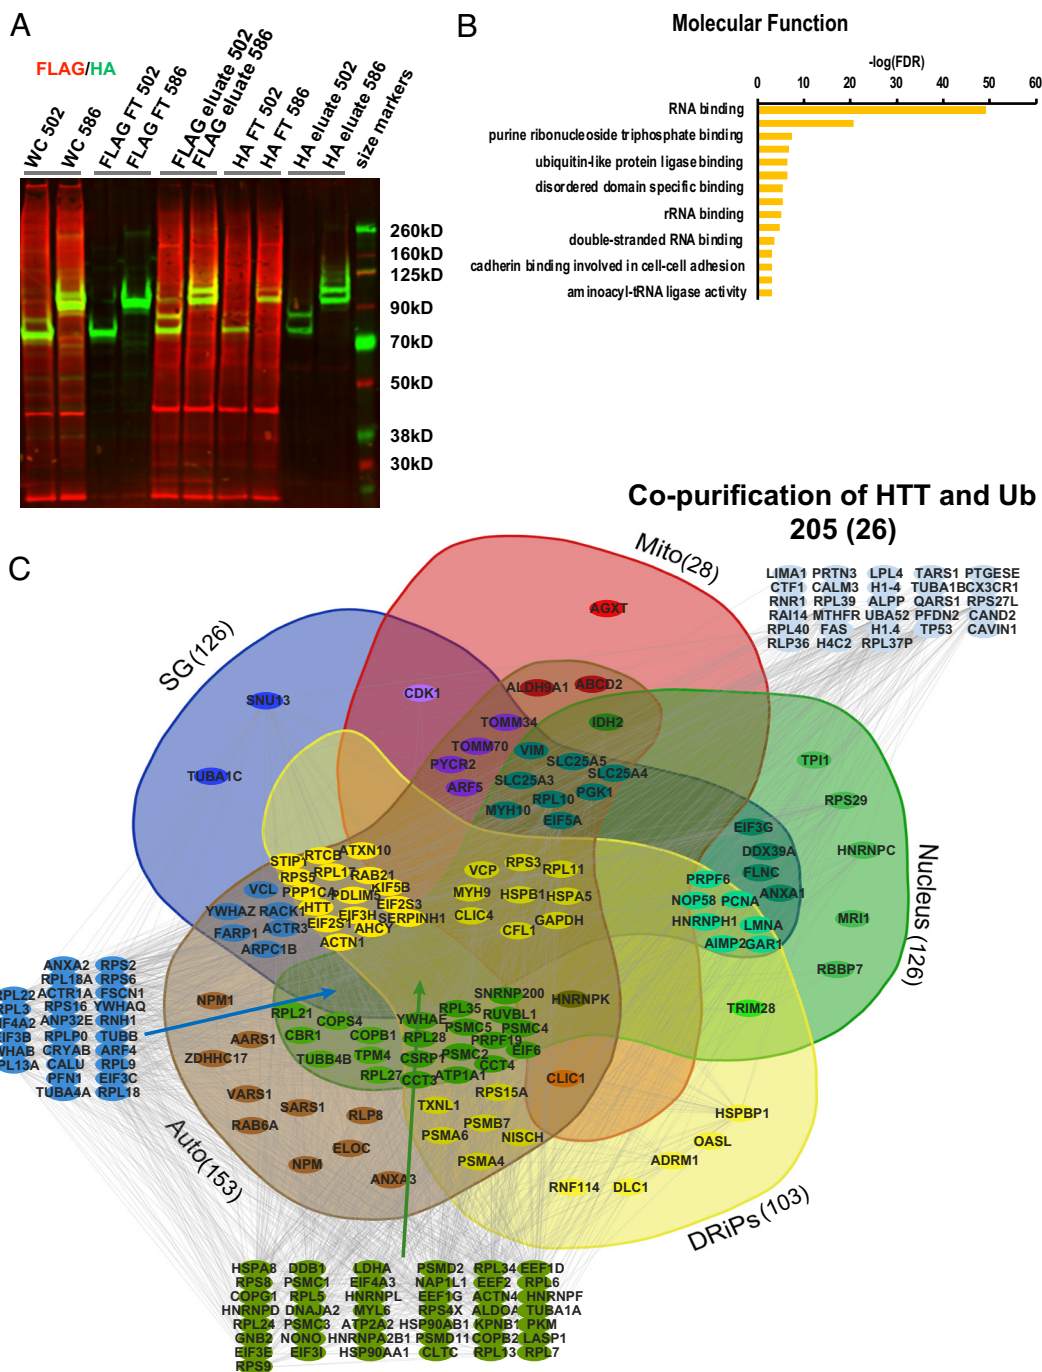 A
FLAG/HA
WC 502
WC 586
FLAG FT 502
FLAG FT 586
FLAG eluate 502
FLAG eluate 586
HA FT 502
HA FT 586
HA eluate 502
HA eluate 586
size markers
260kD
160kD
125kD
90kD
70kD
50kD
38kD
30kD
B
Molecular Function
-log(FDR)
0 10 20 30 40 50 60
RNA binding
purine ribonucleoside triphosphate binding
ubiquitin-like protein ligase binding
disordered domain specific binding
rRNA binding
double-stranded RNA binding
cadherin binding involved in cell-cell adhesion
aminoacyl-tRNA ligase activity
Co-purification of HTT and Ub
205 (26)
C
SG(126)
Mito(28)
Nucleus (126)
DRiPs(103)
Auto(153)
LIMA1 PRTN3 LPL4 TARS1 PTGESE
CTF1 CALM3 H1-4 TUBA1B CX3CR1
RNR1 RPL39 ALPP QARS1 RPS27L
RAI14 MTHFR UBA52 PFDN2 CAND2
RPL40 FAS H1.4 TP53 CAVIN1
RLP36 H4C2 RPL37P
AGXT
SNU13
TUBA1C
CDK1
ALDH9A1 ABCD2
TOMM34 IDH2
TOMM70 VIM
PYCR2 SLC25A5
SLC25A3 SLC25A4
ARF5 RPL10 PGK1
MYH10 EIF5A
TPI1
RPS29
HNRNPC
MRI1
RBBP7
EIF3G
DDX39A
FLNC
ANXA1
PRPF6
NOP58 PCNA
HNRNPH1 LMNA
AIMP2 GAR1
TRIM28
STIP1 RTCB ATXN10
RPS5 RPL17 RAB21
PPP1CA PDLIM5 KIF5B
HTT EIF2S3
EIF2S1 EIF3H SERPINH1
AHCY
ACTN1
VCL
YWHAZ RACK1
FARP1 ACTR3
ARPC1B
VCP RPS3 RPL11
MYH9 HSPB1 HSPA5
CLIC4 GAPDH
CFL1
ANXA2 RPS2
RPL18A RPS6
RPL22 ACTR1A FSCN1
RPL3 RPS16 YWHAQ
IF4A2 ANP32E RNH1
EIF3B RPLP0 TUBB
WHAB CRYAB ARF4
PL13A CALU RPL9
PFN1 EIF3C
TUBA4A RPL18
NPM1
AARS1
ZDHHC17
VARS1
SARS1
RAB6A
RLP8
ELOC
NPM
ANXA3
RPL21 COPS4
CBR1 COPB1
TUBB4B TPM4
RPL27
SNRNP200
YWHAE RPL35 RUVBL1
RPL28 PSMC5 PSMC4
PRPF19
CSRP1 PSMC2 EIF6
CCT4
CCT3 ATP1A1
HNRNPK
CLIC1
RPS15A
TXNL1
PSMB7
PSMA6 NISCH
PSMA4
HSPBP1
OASL
ADRM1
RNF114 DLC1
HSPA8 DDB1 LDHA PSMD2 RPL34 EEF1D
RPS8 PSMC1 EIF4A3 NAP1L1 EEF2 RPL6
COPG1 RPL5 HNRNPL EEF1G ACTN4 HNRNPF
HNRNPD DNAJA2 MYL6 RPS4X ALDOA TUBA1A
RPL24 PSMC3 ATP2A2 HSP90AB1 KPNB1 PKM
GNB2 NONO HNRNPA2B1 PSMD11 COPB2 LASP1
EIF3E EIF3I HSP90AA1 CLTC RPL13 RPL7
RPS9